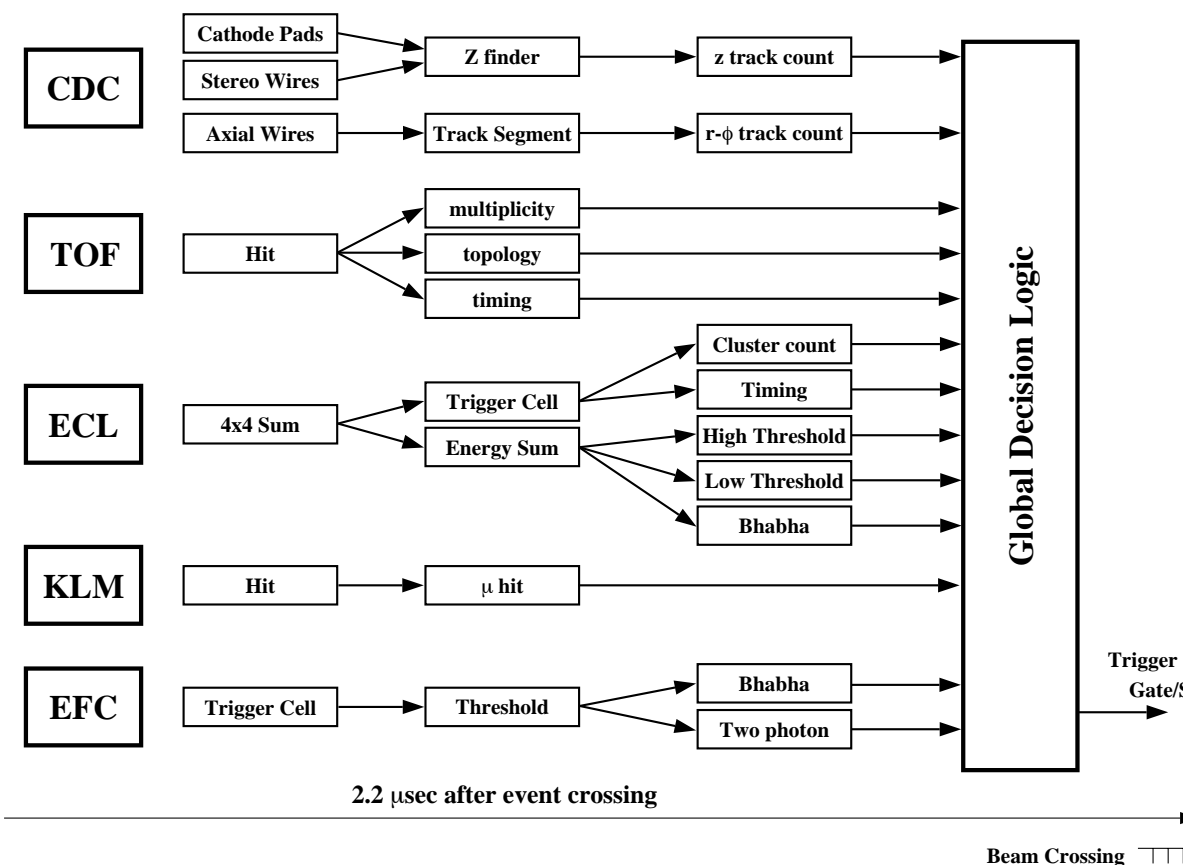 CDC
Cathode Pads
Stereo Wires
Z finder
z track count
Axial Wires
Track Segment
r-ϕ track count
TOF
Hit
multiplicity
topology
timing
ECL
4x4 Sum
Trigger Cell
Energy Sum
Cluster count
Timing
High Threshold
Low Threshold
Bhabha
KLM
Hit
μ hit
EFC
Trigger Cell
Threshold
Bhabha
Two photon
Global Decision Logic
Trigger
Gate/S
2.2 μsec after event crossing
Beam Crossing